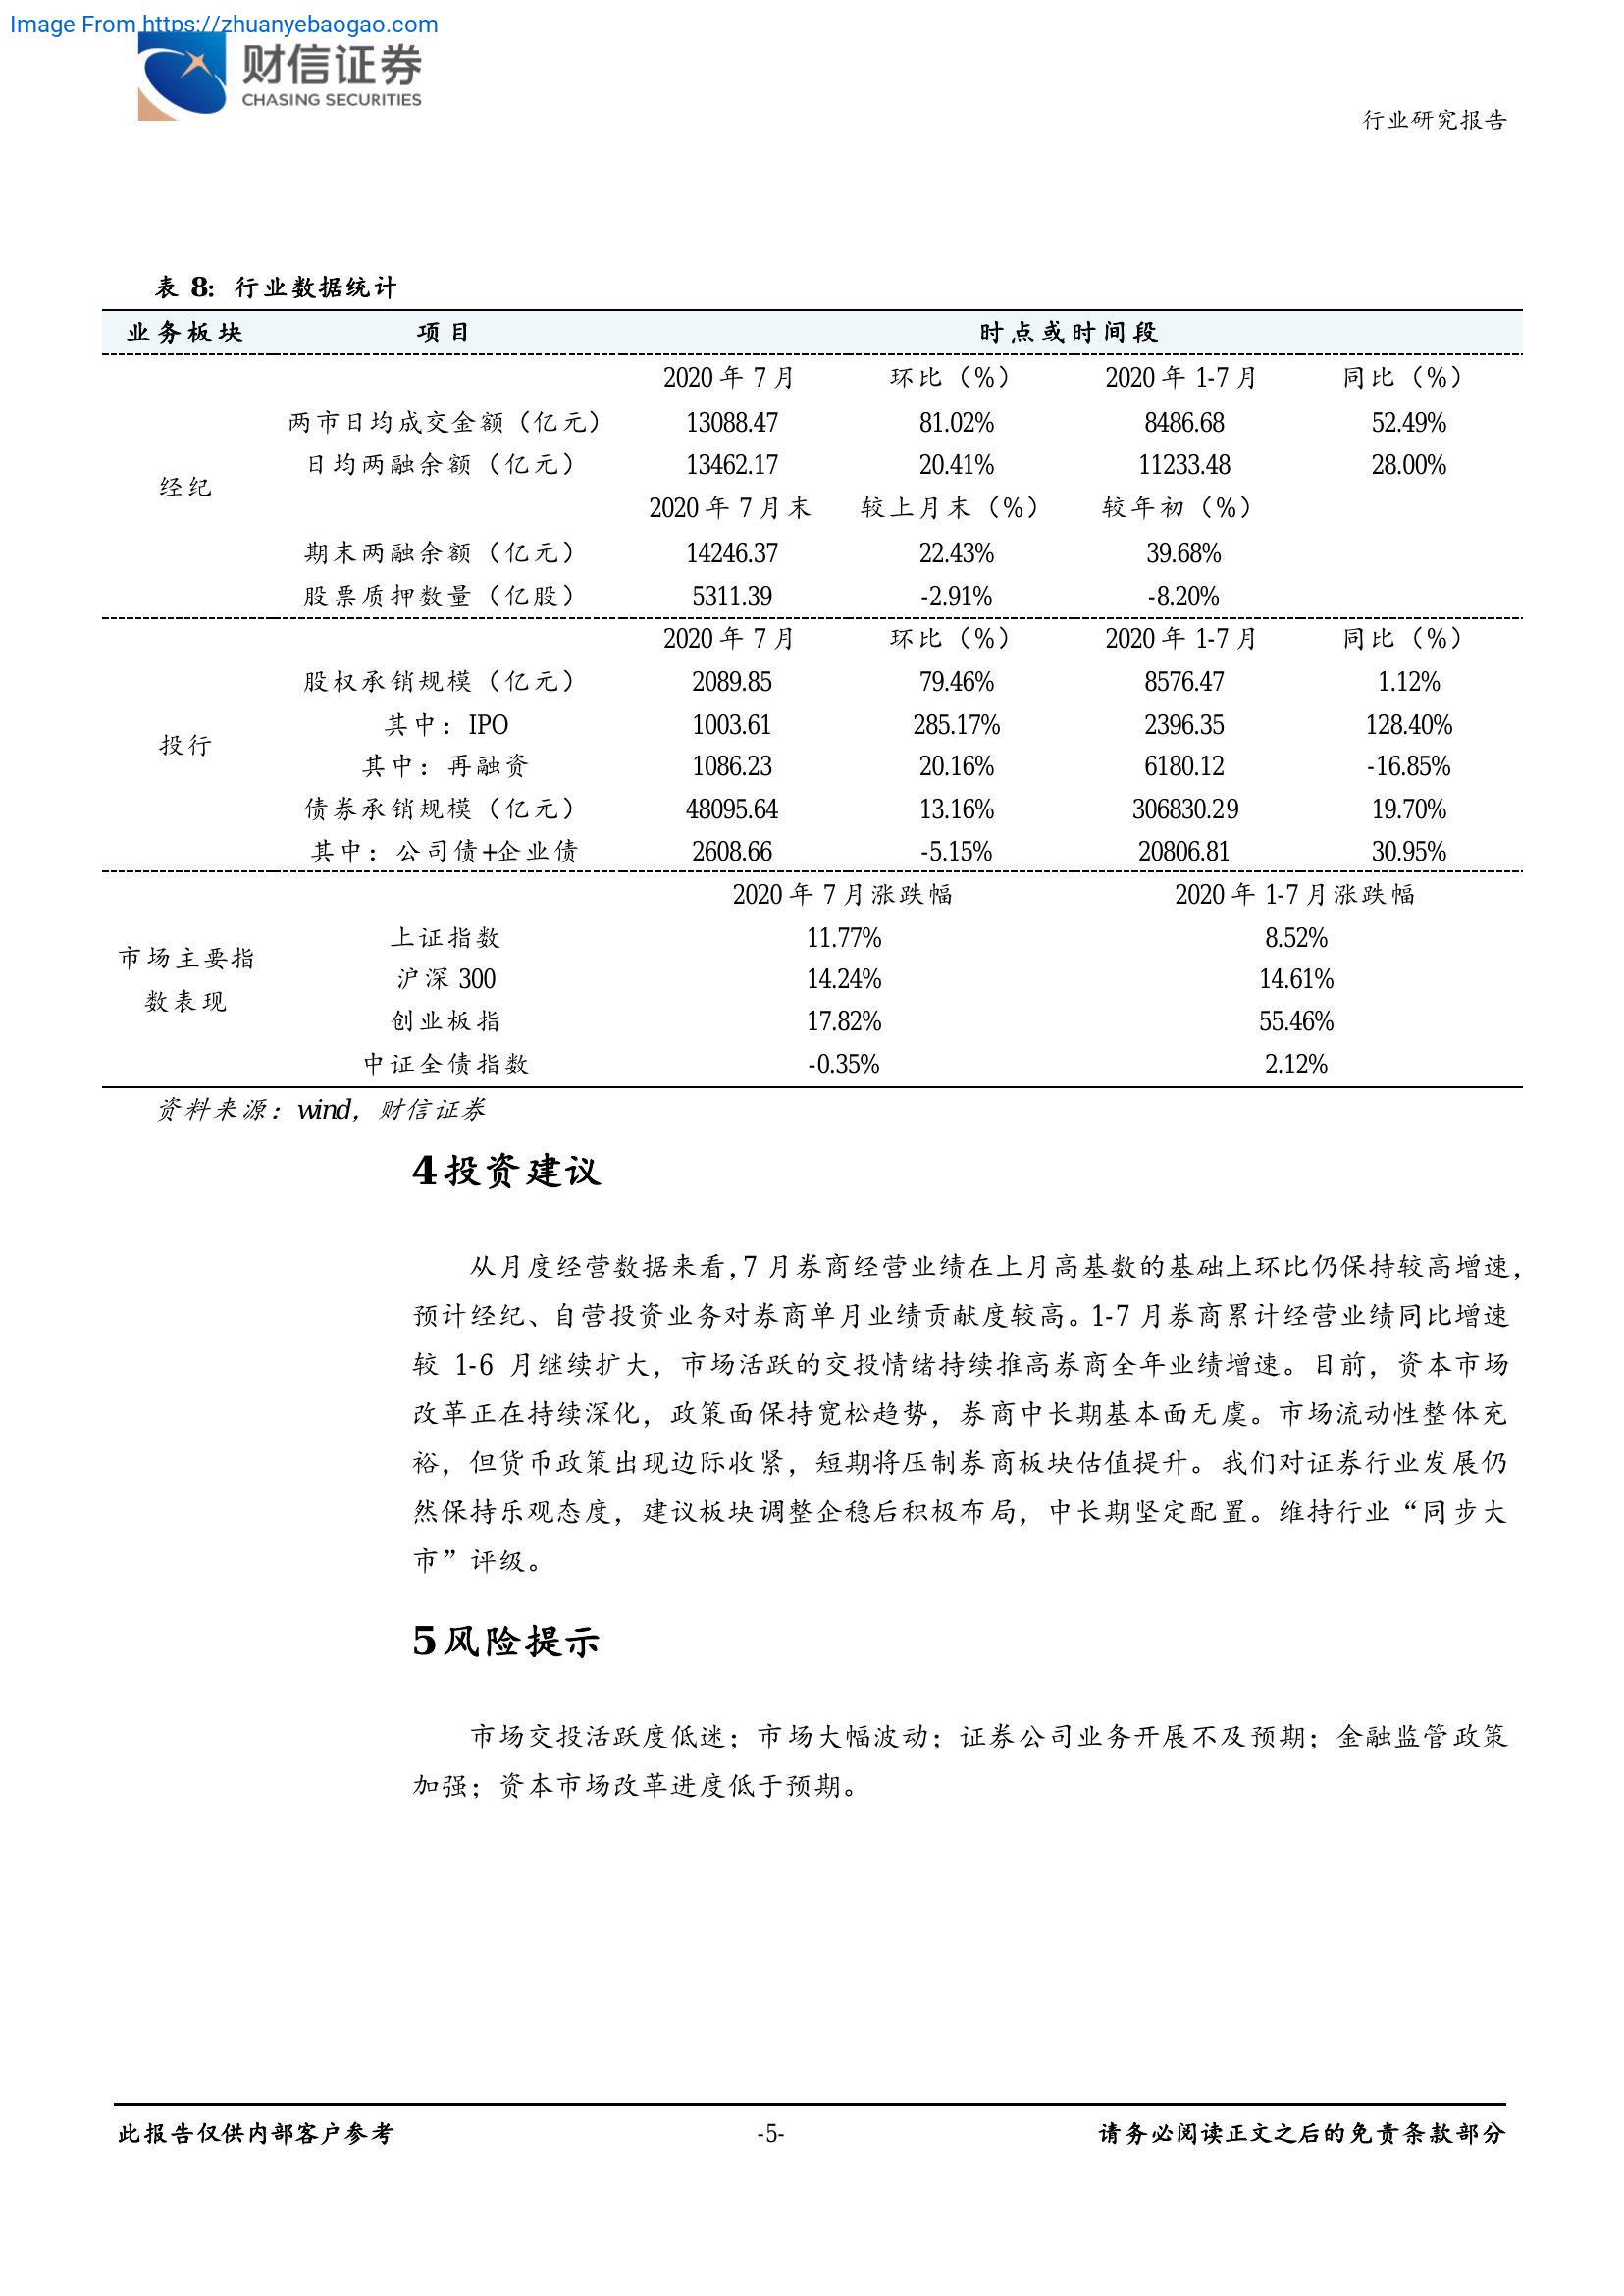 Image From https://zhuanyebaogao.com
财信证券
CHASING SECURITIES
行业研究报告
表 8: 行业数据统计
业务板块 项目 时点或时间段
2020 年 7 月 环比（%） 2020 年 1-7 月 同比（%）
两市日均成交金额（亿元） 13088.47 81.02% 8486.68 52.49%
日均两融余额（亿元） 13462.17 20.41% 11233.48 28.00%
经纪
2020 年 7 月末 较上月末（%） 较年初（%）
期末两融余额（亿元） 14246.37 22.43% 39.68%
股票质押数量（亿股） 5311.39 -2.91% -8.20%
2020 年 7 月 环比（%） 2020 年 1-7 月 同比（%）
股权承销规模（亿元） 2089.85 79.46% 8576.47 1.12%
其中：IPO 1003.61 285.17% 2396.35 128.40%
投行
其中：再融资 1086.23 20.16% 6180.12 -16.85%
债券承销规模（亿元） 48095.64 13.16% 306830.29 19.70%
其中：公司债+企业债 2608.66 -5.15% 20806.81 30.95%
2020 年 7 月涨跌幅 2020 年 1-7 月涨跌幅
上证指数 11.77% 8.52%
市场主要指
沪深 300 14.24% 14.61%
数表现
创业板指 17.82% 55.46%
中证全债指数 -0.35% 2.12%
资料来源：wind，财信证券
4 投资建议
从月度经营数据来看，7 月券商经营业绩在上月高基数的基础上环比仍保持较高增速，
预计经纪、自营投资业务对券商单月业绩贡献度较高。1-7 月券商累计经营业绩同比增速
较 1-6 月继续扩大，市场活跃的交投情绪持续推高券商全年业绩增速。目前，资本市场
改革正在持续深化，政策面保持宽松趋势，券商中长期基本面无虞。市场流动性整体充
裕，但货币政策出现边际收紧，短期将压制券商板块估值提升。我们对证券行业发展仍
然保持乐观态度，建议板块调整企稳后积极布局，中长期坚定配置。维持行业“同步大
市”评级。
5 风险提示
市场交投活跃度低迷；市场大幅波动；证券公司业务开展不及预期；金融监管政策
加强；资本市场改革进度低于预期。
此报告仅供内部客户参考 -5- 请务必阅读正文之后的免责条款部分